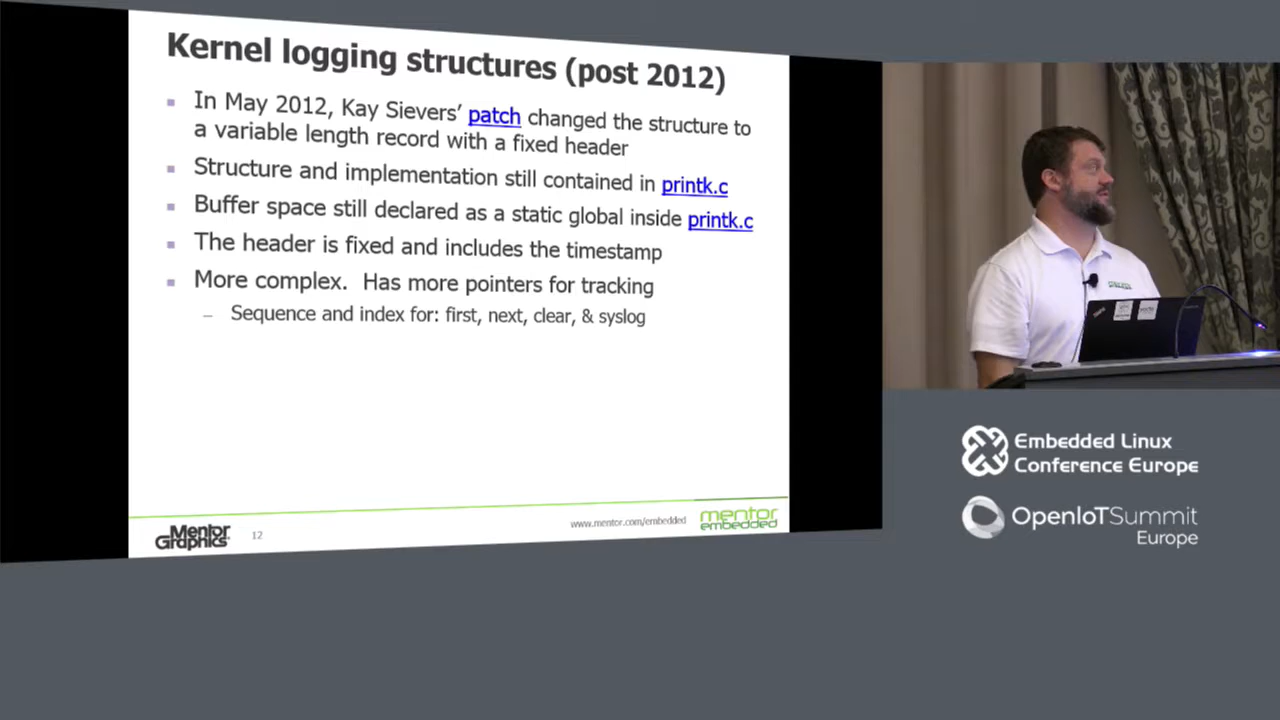 Kernel logging structures (post 2012)
In May 2012, Kay Sievers' patch changed the structure to
a variable length record with a fixed header
Structure and implementation still contained in printk.c
Buffer space still declared as a static global inside printk.c
The header is fixed and includes the timestamp
More complex.  Has more pointers for tracking
– Sequence and index for: first, next, clear, & syslog
Mentor Graphics
12
www.mentor.com/embedded
mentor
embedded
Embedded Linux
Conference Europe
OpenIoTSummit
Europe